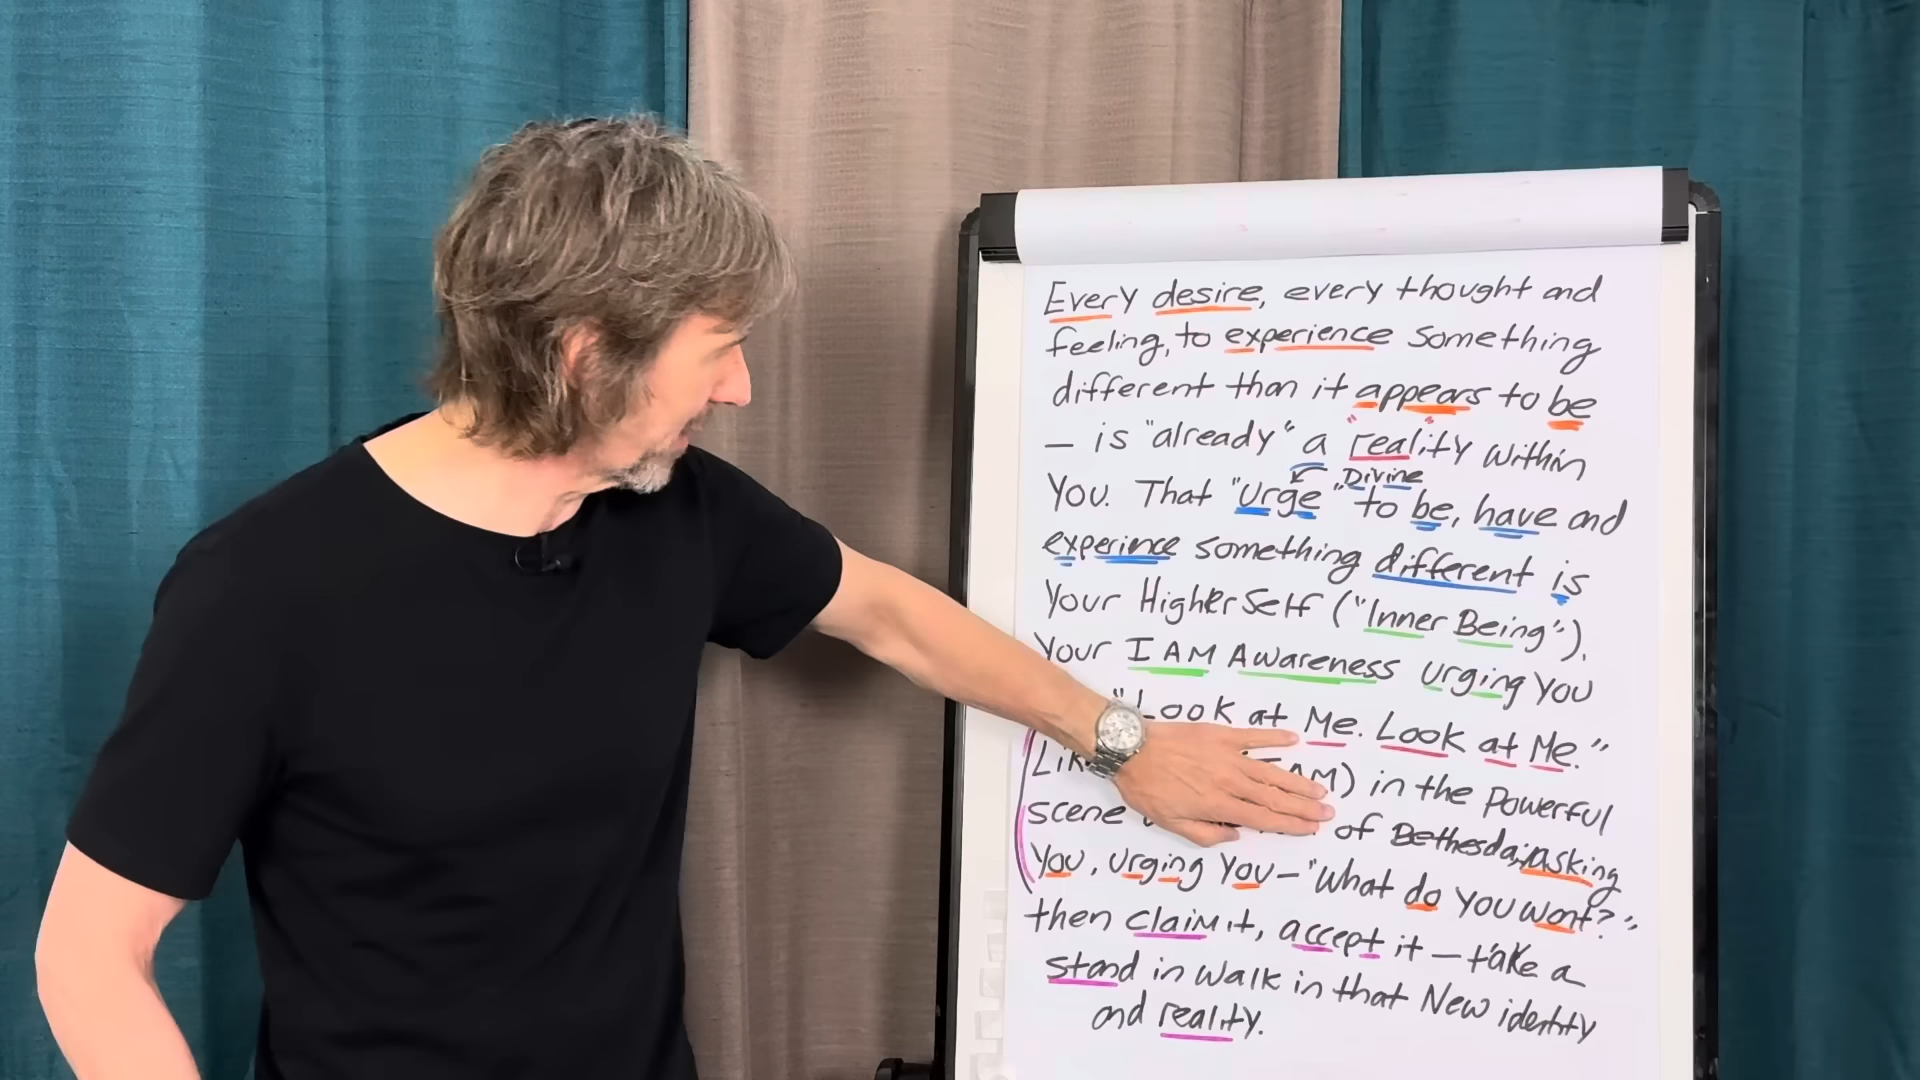 Every desire, every thought and
feeling, to experience something
different than it appears to be
— is "already" a "reality" within
Divine
You. That "urge" to be, have and
experience something different is
Your Higher Self ("Inner Being"),
Your I AM Awareness urging you
"Look at Me. Look at Me."
AM) in the powerful
scene of Bethesda, asking
You, urging you — "What do you want?"
then claim it, accept it — take a
stand in walk in that New identity
and reality.